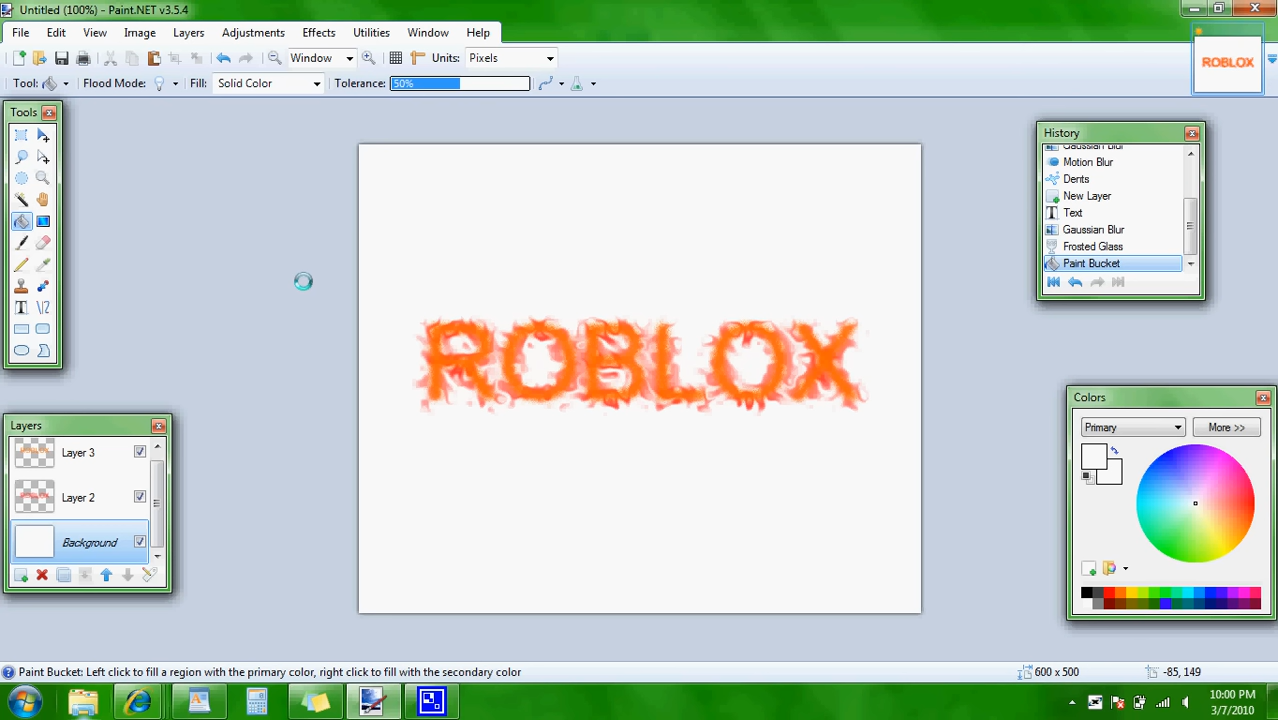 Untitled (100%) - Paint.NET v3.5.4
File Edit View Image Layers Adjustments Effects Utilities Window Help
Window Units: Pixels
ROBLOX
Tool: Flood Mode: Fill: Solid Color Tolerance: 50%
Tools
History
Gaussian Blur
Motion Blur
Dents
New Layer
Text
Gaussian Blur
Frosted Glass
Paint Bucket
ROBLOX
Layers
Layer 3
Layer 2
Background
Colors
Primary More >>
Paint Bucket: Left click to fill a region with the primary color, right click to fill with the secondary color 600 x 500 -85, 149
10:00 PM
3/7/2010